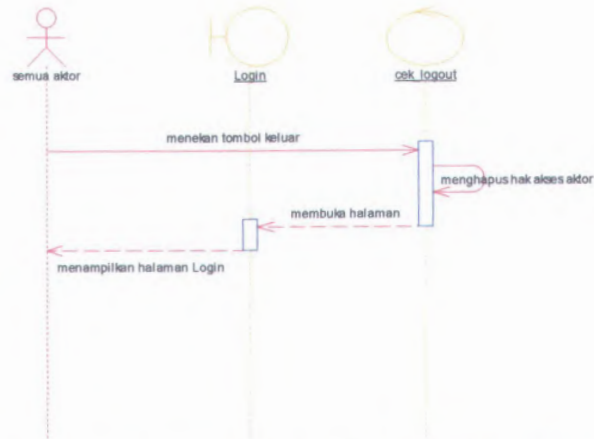 semua aktor
Login
cek_logout
menekan tombol keluar
menghapus hak akses aktor
membuka halaman
menampilkan halaman Login